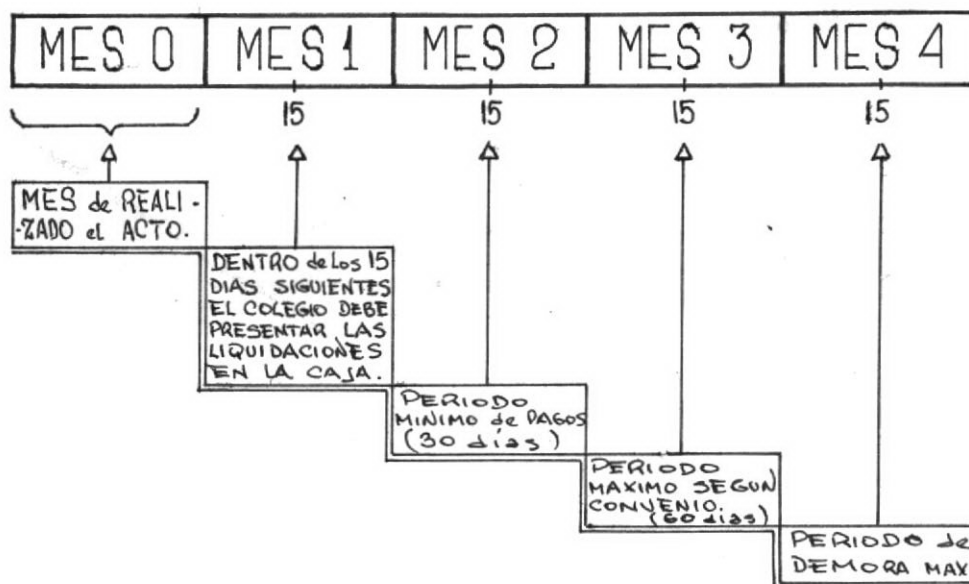 MES 0 MES 1 MES 2 MES 3 MES 4
15 15 15 15
MES de REALI-
-ZADO el ACTO.
DENTRO de Los 15
DIAS SIGUIENTES
EL COLEGIO DEBE
PRESENTAR LAS
LIQUIDACIONES
EN LA CAJA.
PERIODO
MINIMO de PAGOS
(30 días)
PERIODO
MAXIMO SEGUN
CONVENIO.
(60 días)
PERIODO de
DEMORA MAX